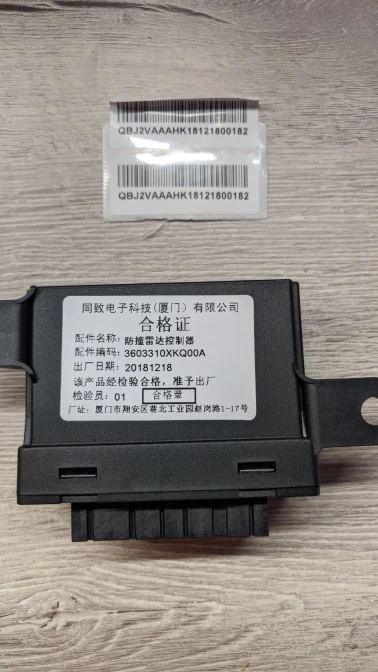 QBJ2VAAAHK18121800182
QBJ2VAAAHK18121800182
同致电子科技(厦门)有限公司
合格证
配件名称: 防撞雷达控制器
配件编码: 3603310XKQ00A
出厂日期: 20181218
该产品经检验合格，准予出厂
检验员: 01 合格章
厂址: 厦门市翔安区巷北工业园赵岗路1-17号